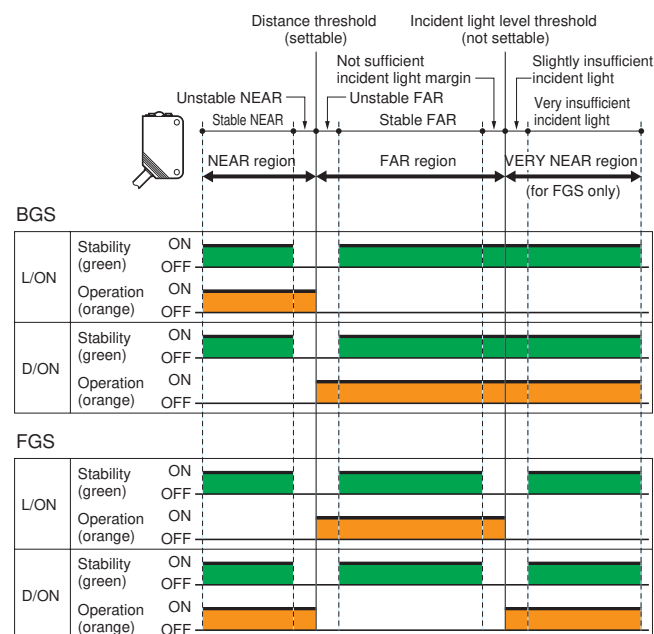 Distance threshold
(settable)
Incident light level threshold
(not settable)
Not sufficient
incident light margin
Slightly insufficient
incident light
Unstable NEAR
Unstable FAR
Very insufficient
incident light
Stable NEAR
Stable FAR
NEAR region
FAR region
VERY NEAR region
(for FGS only)
BGS
L/ON
Stability
(green)
ON
OFF
Operation
(orange)
ON
OFF
D/ON
Stability
(green)
ON
OFF
Operation
(orange)
ON
OFF
FGS
L/ON
Stability
(green)
ON
OFF
Operation
(orange)
ON
OFF
D/ON
Stability
(green)
ON
OFF
Operation
(orange)
ON
OFF